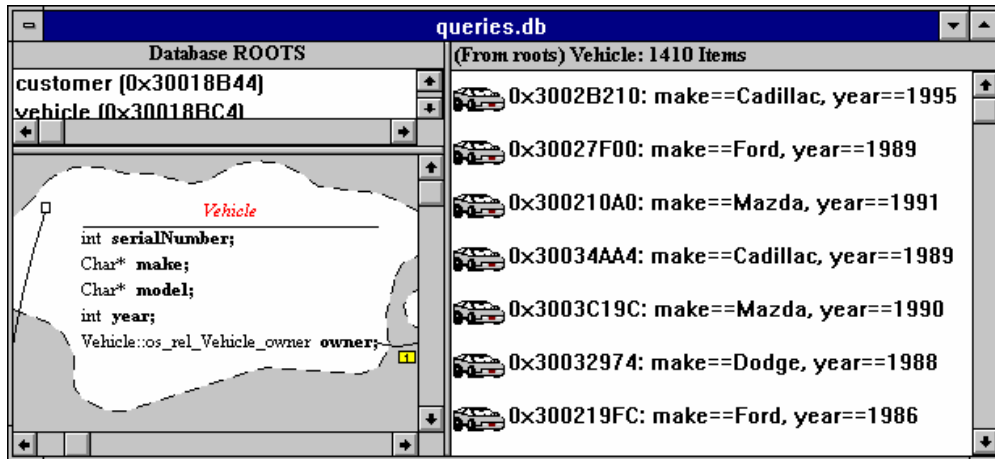 queries.db
Database ROOTS
customer (0x30018B44)
vehicle (0x30018BC4)
Vehicle
int serialNumber;
Char* make;
Char* model;
int year;
Vehicle::os_rel_Vehicle_owner owner;
1
(From roots) Vehicle: 1410 Items
0x3002B210: make==Cadillac, year==1995
0x30027F00: make==Ford, year==1989
0x300210A0: make==Mazda, year==1991
0x30034AA4: make==Cadillac, year==1989
0x3003C19C: make==Mazda, year==1990
0x30032974: make==Dodge, year==1988
0x300219FC: make==Ford, year==1986